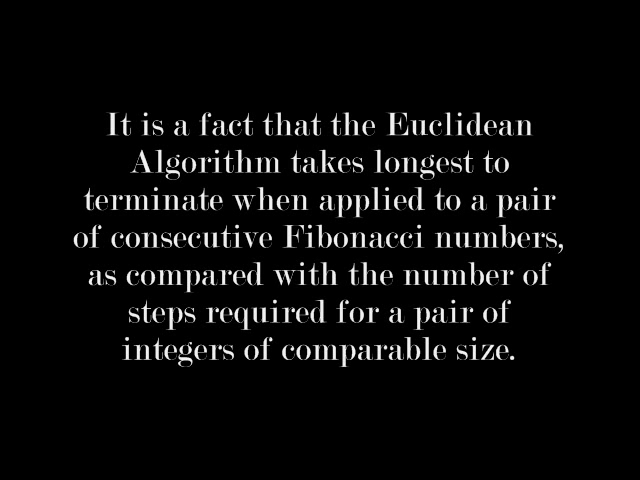 It is a fact that the Euclidean
Algorithm takes longest to
terminate when applied to a pair
of consecutive Fibonacci numbers,
as compared with the number of
steps required for a pair of
integers of comparable size.